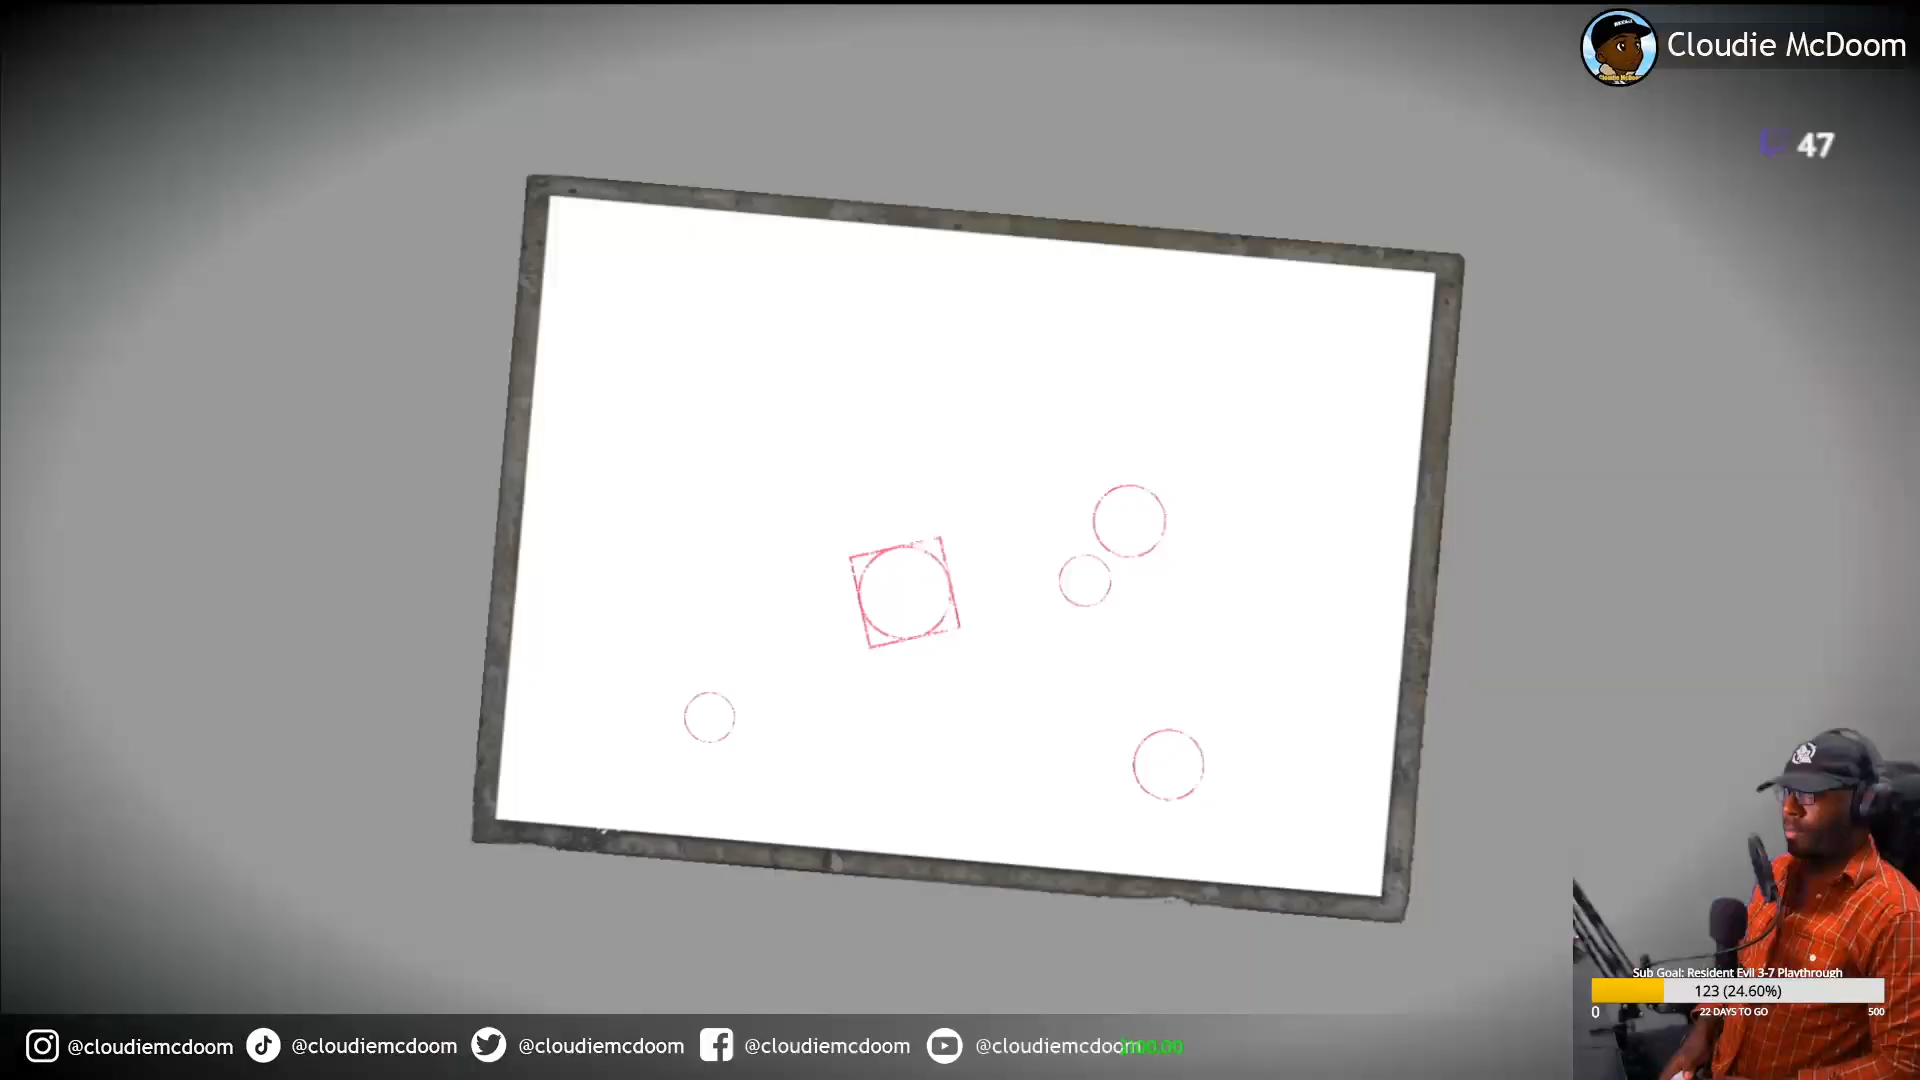 Cloudie McDoom
47
Sub Goal: Resident Evil 3-7 Playthrough
123 (24.60%)
0 22 DAYS TO GO 500
@cloudiemcdoom @cloudiemcdoom @cloudiemcdoom @cloudiemcdoom @cloudiemcdoom